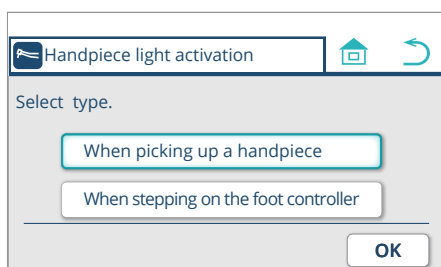 Handpiece light activation
Select type.
When picking up a handpiece
When stepping on the foot controller
OK